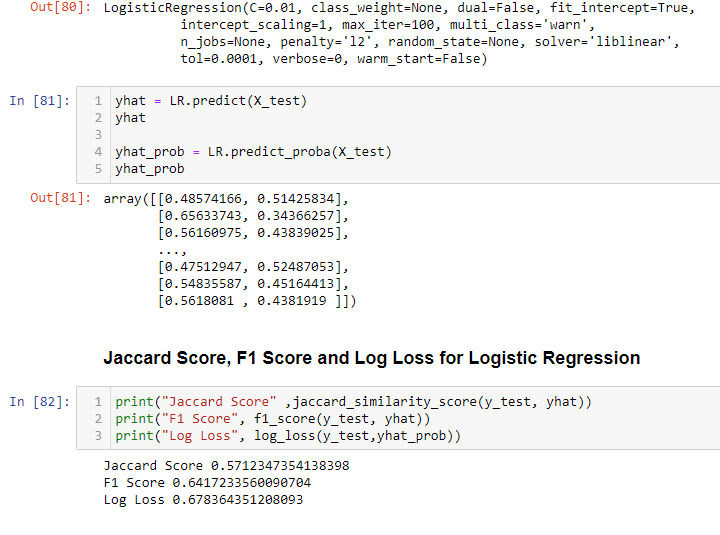 Out[80]: LogisticRegression(C=0.01, class_weight=None, dual=False, fit_intercept=True,
intercept_scaling=1, max_iter=100, multi_class='warn',
n_jobs=None, penalty='l2', random_state=None, solver='liblinear',
tol=0.0001, verbose=0, warm_start=False)
In [81]: 1 yhat = LR.predict(X_test)
2 yhat
3
4 yhat_prob = LR.predict_proba(X_test)
5 yhat_prob
Out[81]: array([[0.48574166, 0.51425834],
[0.65633743, 0.34366257],
[0.56160975, 0.43839025],
...,
[0.47512947, 0.52487053],
[0.54835587, 0.45164413],
[0.5618081 , 0.4381919 ]])
Jaccard Score, F1 Score and Log Loss for Logistic Regression
In [82]: 1 print("Jaccard Score" ,jaccard_similarity_score(y_test, yhat))
2 print("F1 Score", f1_score(y_test, yhat))
3 print("Log Loss", log_loss(y_test,yhat_prob))
Jaccard Score 0.5712347354138398
F1 Score 0.6417233560090704
Log Loss 0.678364351208093